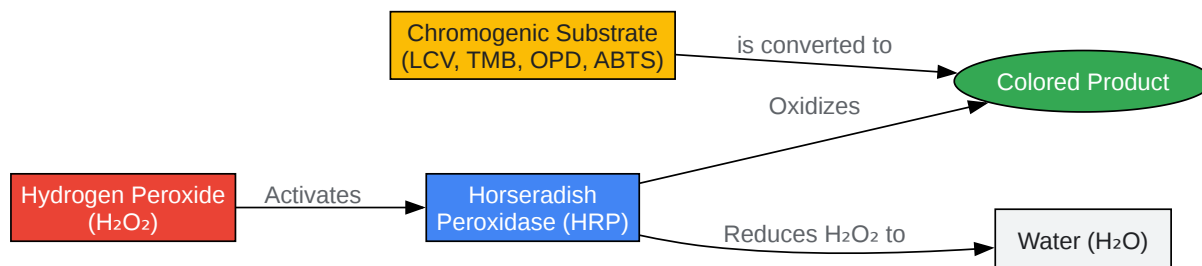 Chromogenic Substrate
(LCV, TMB, OPD, ABTS)
is converted to
Colored Product
Oxidizes
Hydrogen Peroxide
(H₂O₂)
Activates
Horseradish
Peroxidase (HRP)
Reduces H₂O₂ to
Water (H₂O)